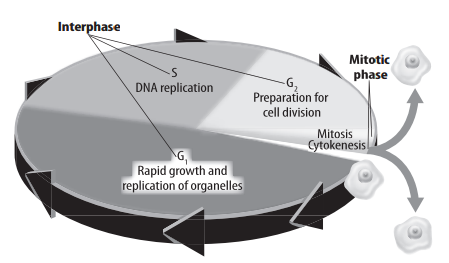 Interphase
S
DNA replication
G2
Preparation for
cell division
Mitotic
phase
Mitosis
Cytokenesis
G1
Rapid growth and
replication of organelles